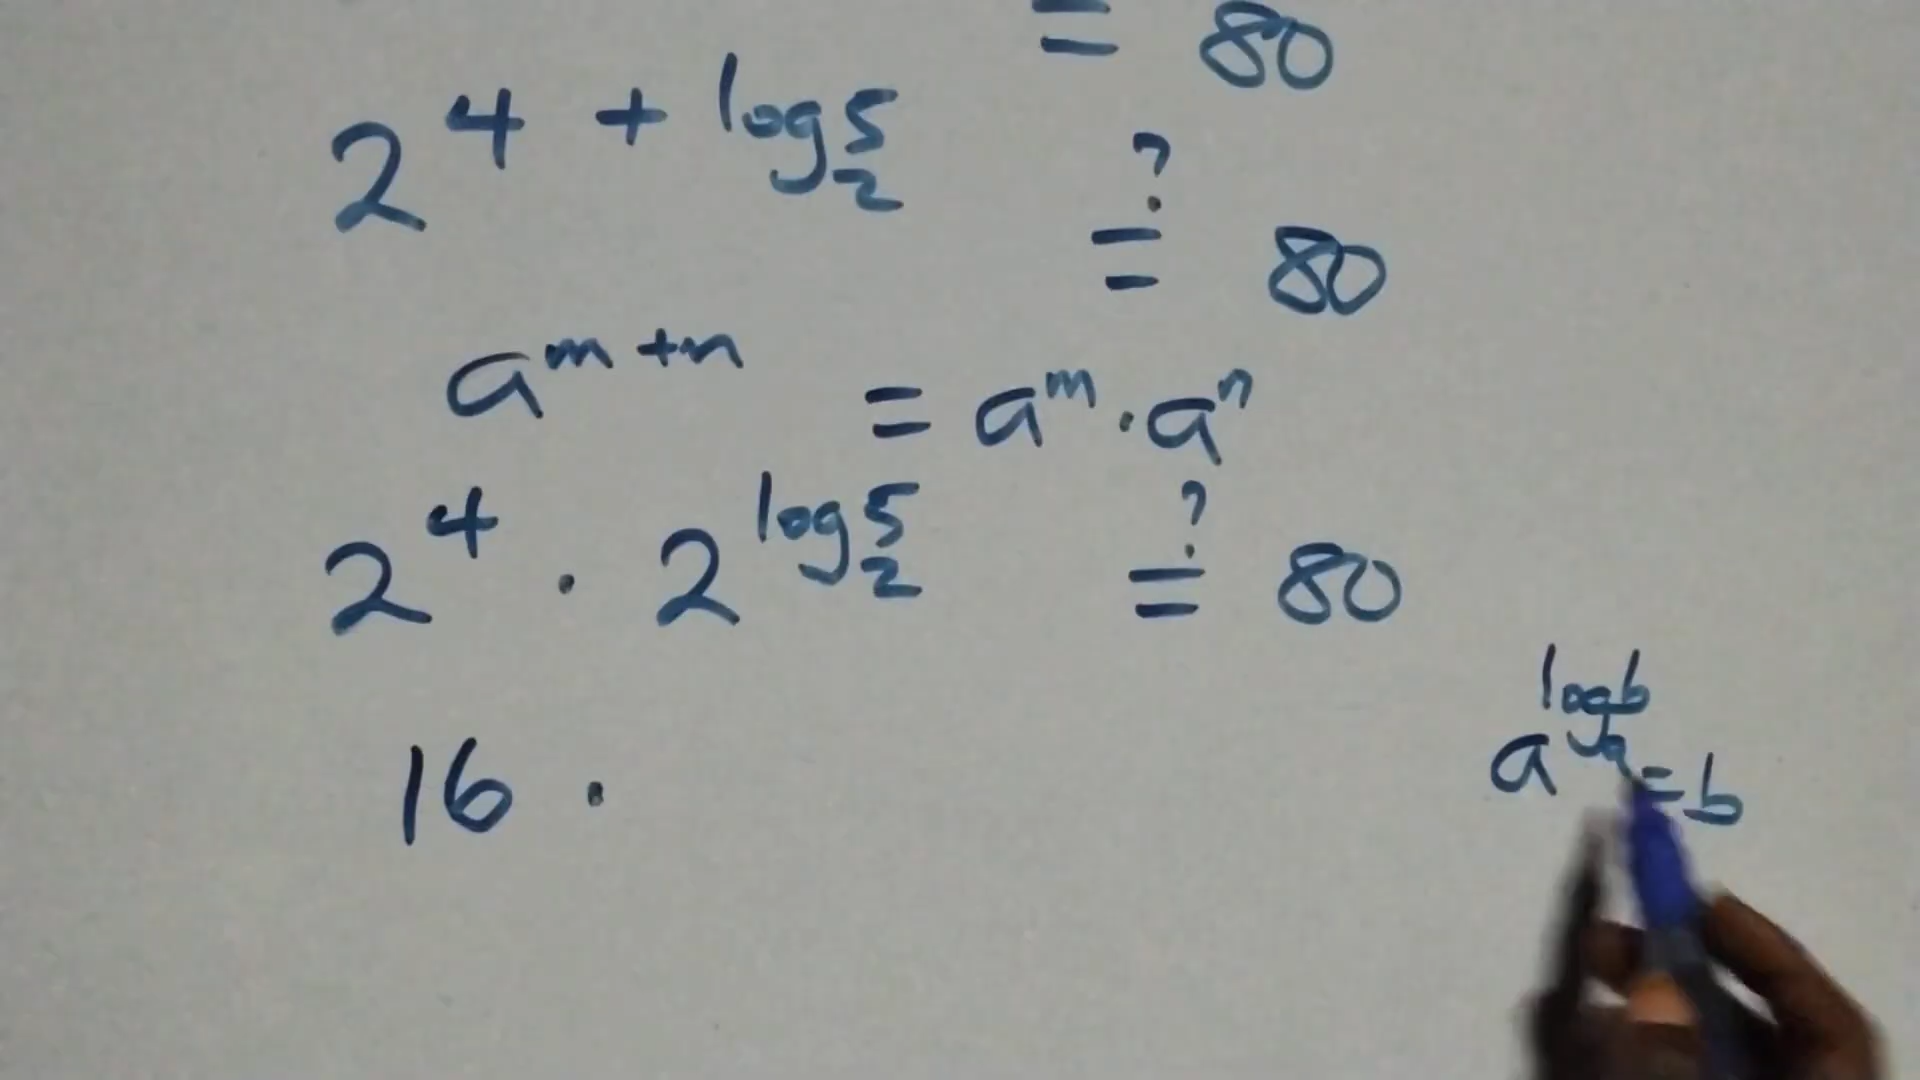 = 80
2^{4 + log_2 5} ≟ 80
a^{m+n} = a^m · a^n
2^4 · 2^{log_2 5} ≟ 80
16 ·
a^{log_a b} = b